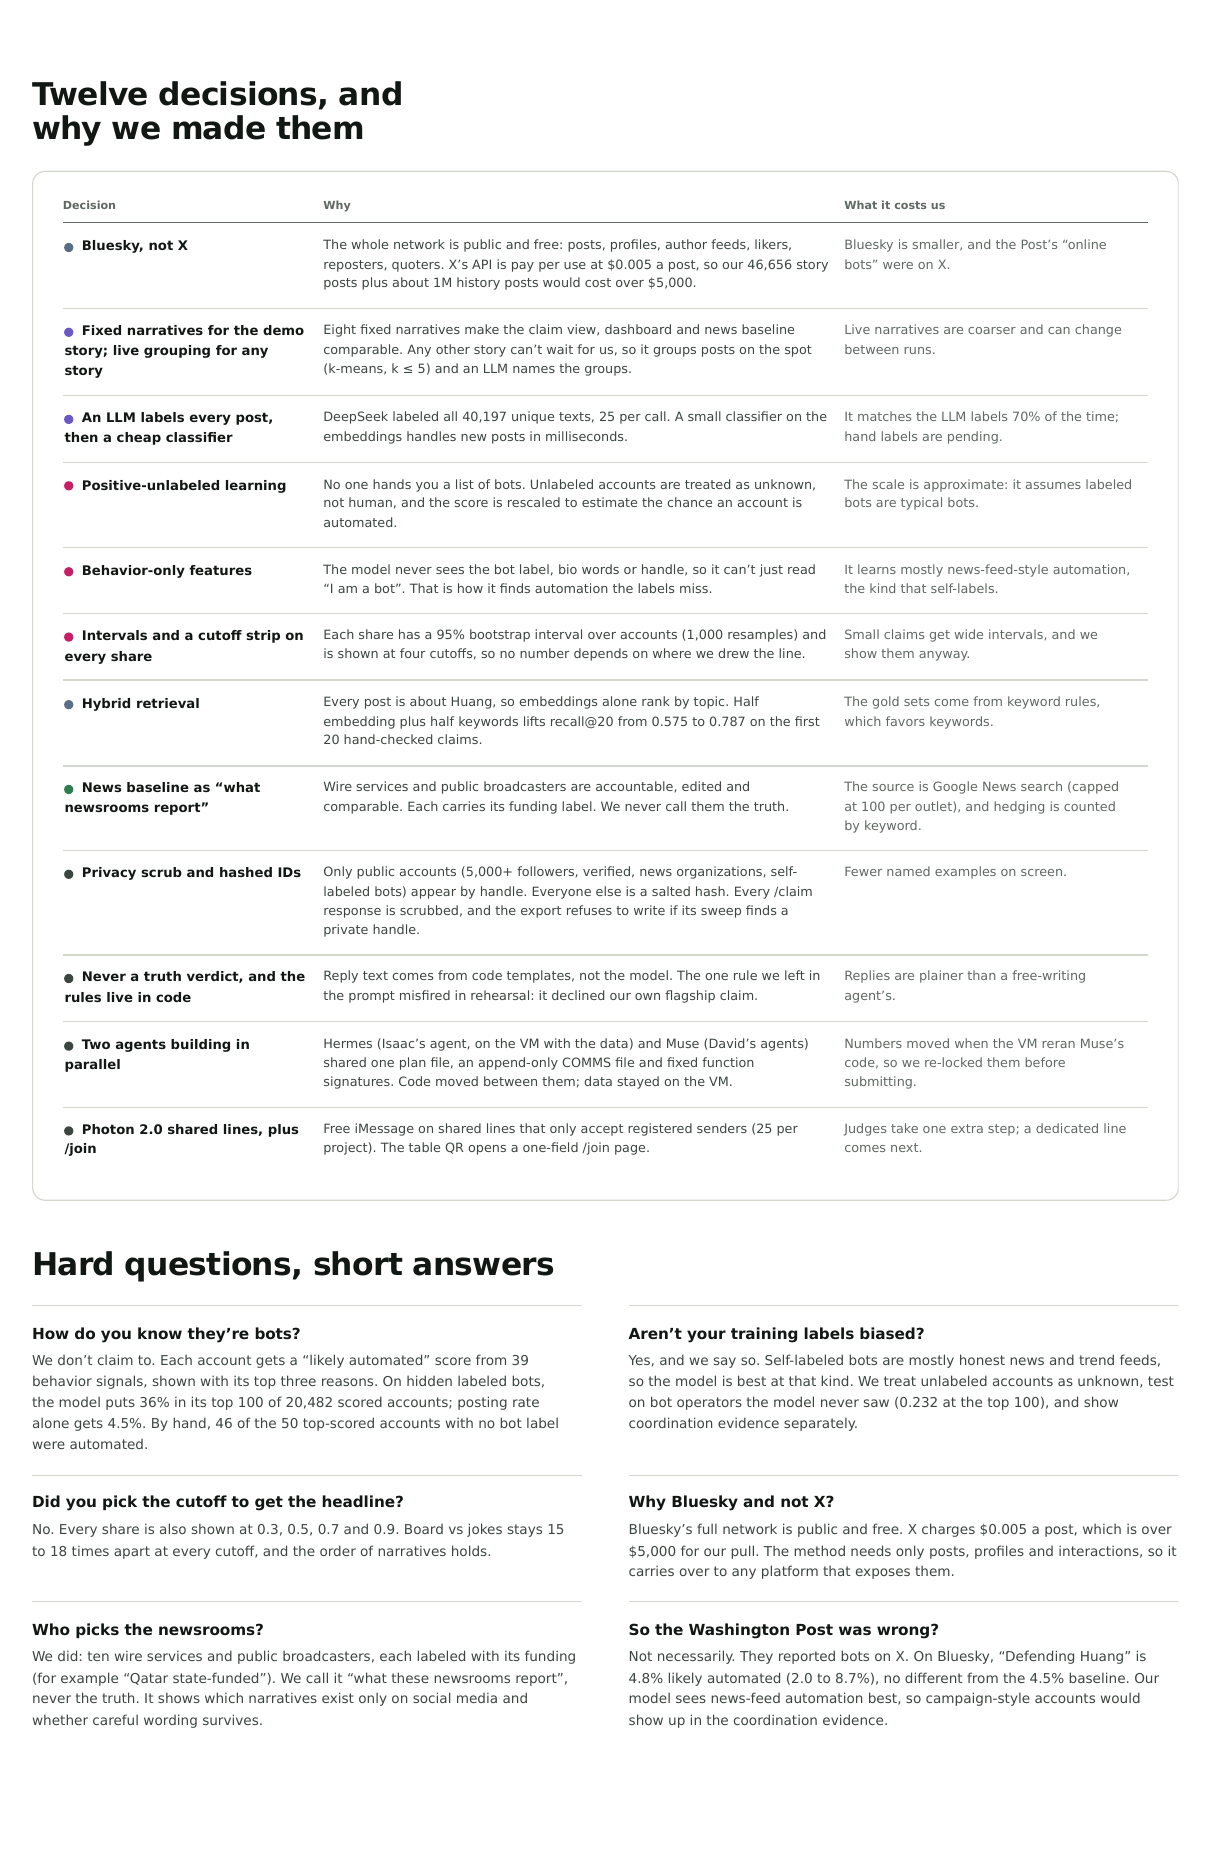 Twelve decisions, and
why we made them
Decision Why What it costs us
Bluesky, not X
The whole network is public and free: posts, profiles, author feeds, likers,
reposters, quoters. X’s API is pay per use at $0.005 a post, so our 46,656 story
posts plus about 1M history posts would cost over $5,000.
Bluesky is smaller, and the Post’s “online
bots” were on X.
Fixed narratives for the demo
story; live grouping for any
story
Eight fixed narratives make the claim view, dashboard and news baseline
comparable. Any other story can’t wait for us, so it groups posts on the spot
(k-means, k ≤ 5) and an LLM names the groups.
Live narratives are coarser and can change
between runs.
An LLM labels every post,
then a cheap classifier
DeepSeek labeled all 40,197 unique texts, 25 per call. A small classifier on the
embeddings handles new posts in milliseconds.
It matches the LLM labels 70% of the time;
hand labels are pending.
Positive-unlabeled learning
No one hands you a list of bots. Unlabeled accounts are treated as unknown,
not human, and the score is rescaled to estimate the chance an account is
automated.
The scale is approximate: it assumes labeled
bots are typical bots.
Behavior-only features
The model never sees the bot label, bio words or handle, so it can’t just read
“I am a bot”. That is how it finds automation the labels miss.
It learns mostly news-feed-style automation,
the kind that self-labels.
Intervals and a cutoff strip on
every share
Each share has a 95% bootstrap interval over accounts (1,000 resamples) and
is shown at four cutoffs, so no number depends on where we drew the line.
Small claims get wide intervals, and we
show them anyway.
Hybrid retrieval
Every post is about Huang, so embeddings alone rank by topic. Half
embedding plus half keywords lifts recall@20 from 0.575 to 0.787 on the first
20 hand-checked claims.
The gold sets come from keyword rules,
which favors keywords.
News baseline as “what
newsrooms report”
Wire services and public broadcasters are accountable, edited and
comparable. Each carries its funding label. We never call them the truth.
The source is Google News search (capped
at 100 per outlet), and hedging is counted
by keyword.
Privacy scrub and hashed IDs
Only public accounts (5,000+ followers, verified, news organizations, self-
labeled bots) appear by handle. Everyone else is a salted hash. Every /claim
response is scrubbed, and the export refuses to write if its sweep finds a
private handle.
Fewer named examples on screen.
Never a truth verdict, and the
rules live in code
Reply text comes from code templates, not the model. The one rule we left in
the prompt misfired in rehearsal: it declined our own flagship claim.
Replies are plainer than a free-writing
agent’s.
Two agents building in
parallel
Hermes (Isaac’s agent, on the VM with the data) and Muse (David’s agents)
shared one plan file, an append-only COMMS file and fixed function
signatures. Code moved between them; data stayed on the VM.
Numbers moved when the VM reran Muse’s
code, so we re-locked them before
submitting.
Photon 2.0 shared lines, plus
/join
Free iMessage on shared lines that only accept registered senders (25 per
project). The table QR opens a one-field /join page.
Judges take one extra step; a dedicated line
comes next.
Hard questions, short answers
How do you know they’re bots?
We don’t claim to. Each account gets a “likely automated” score from 39
behavior signals, shown with its top three reasons. On hidden labeled bots,
the model puts 36% in its top 100 of 20,482 scored accounts; posting rate
alone gets 4.5%. By hand, 46 of the 50 top-scored accounts with no bot label
were automated.
Aren’t your training labels biased?
Yes, and we say so. Self-labeled bots are mostly honest news and trend feeds,
so the model is best at that kind. We treat unlabeled accounts as unknown, test
on bot operators the model never saw (0.232 at the top 100), and show
coordination evidence separately.
Did you pick the cutoff to get the headline?
No. Every share is also shown at 0.3, 0.5, 0.7 and 0.9. Board vs jokes stays 15
to 18 times apart at every cutoff, and the order of narratives holds.
Why Bluesky and not X?
Bluesky’s full network is public and free. X charges $0.005 a post, which is over
$5,000 for our pull. The method needs only posts, profiles and interactions, so it
carries over to any platform that exposes them.
Who picks the newsrooms?
We did: ten wire services and public broadcasters, each labeled with its funding
(for example “Qatar state-funded”). We call it “what these newsrooms report”,
never the truth. It shows which narratives exist only on social media and
whether careful wording survives.
So the Washington Post was wrong?
Not necessarily. They reported bots on X. On Bluesky, “Defending Huang” is
4.8% likely automated (2.0 to 8.7%), no different from the 4.5% baseline. Our
model sees news-feed automation best, so campaign-style accounts would
show up in the coordination evidence.